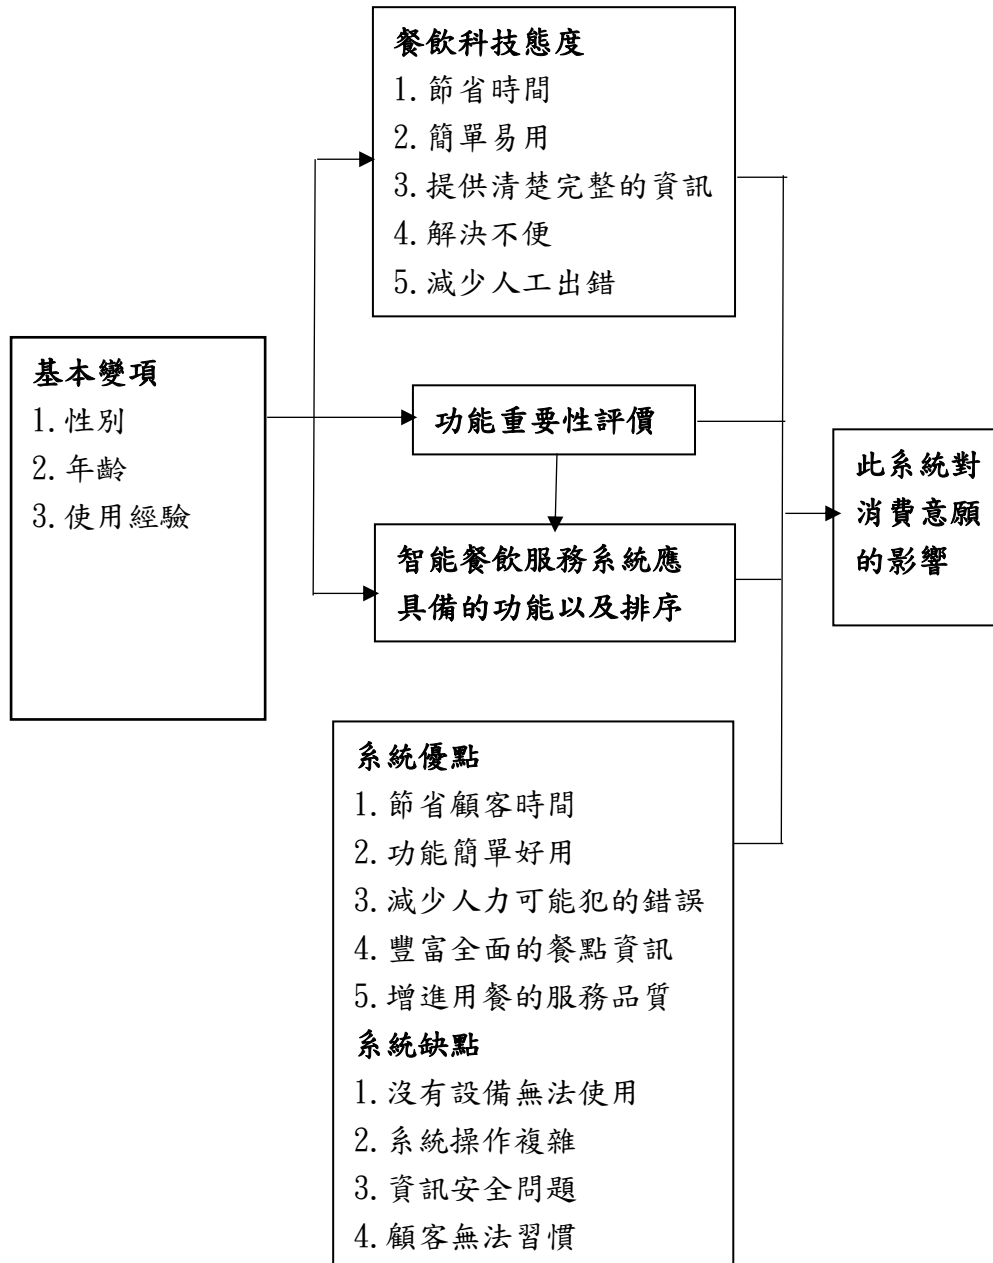 餐飲科技態度
1.節省時間
2.簡單易用
3.提供清楚完整的資訊
4.解決不便
5.減少人工出錯
基本變項
1.性別
2.年齡
3.使用經驗
功能重要性評價
智能餐飲服務系統應
具備的功能以及排序
此系統對
消費意願
的影響
系統優點
1.節省顧客時間
2.功能簡單好用
3.減少人力可能犯的錯誤
4.豐富全面的餐點資訊
5.增進用餐的服務品質
系統缺點
1.沒有設備無法使用
2.系統操作複雜
3.資訊安全問題
4.顧客無法習慣